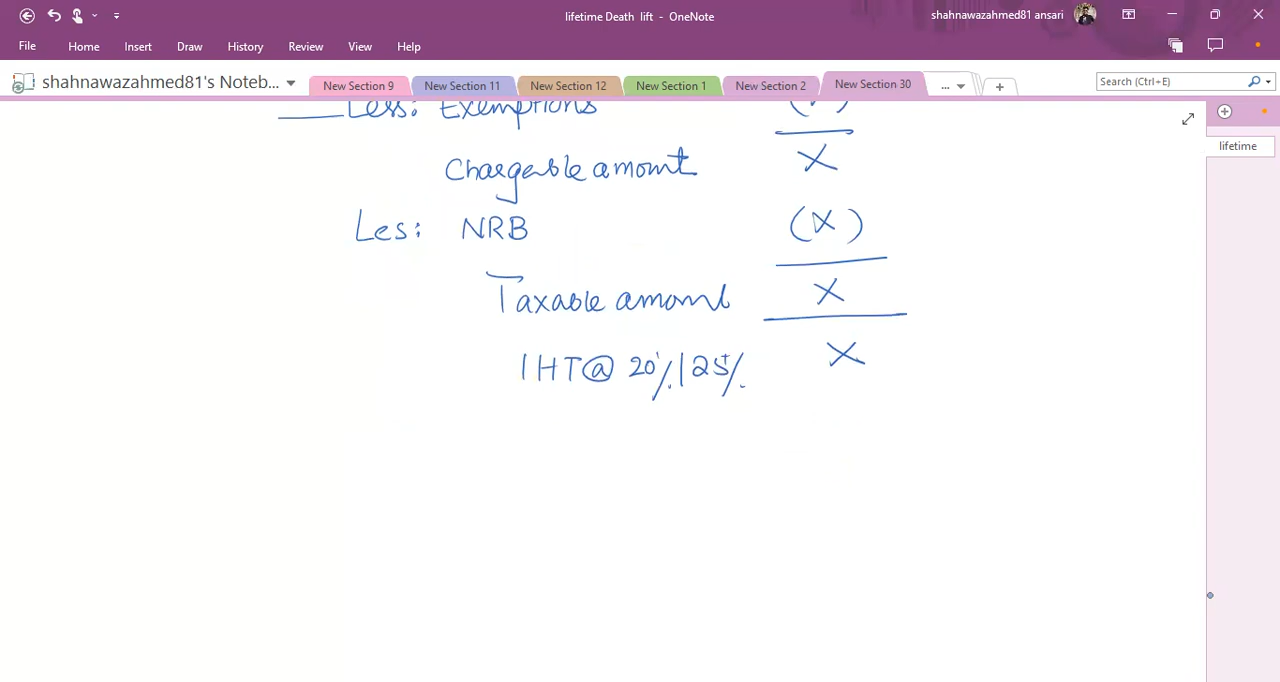 lifetime Death lift - OneNote
shahnawazahmed81 ansari
File Home Insert Draw History Review View Help
shahnawazahmed81's Noteb...
New Section 9 New Section 11 New Section 12 New Section 1 New Section 2 New Section 30 ...
Search (Ctrl+E)
lifetime
Less: Exemptions
Chargeable amount X
Les: NRB (X)
Taxable amount X
IHT@ 20%|25% X